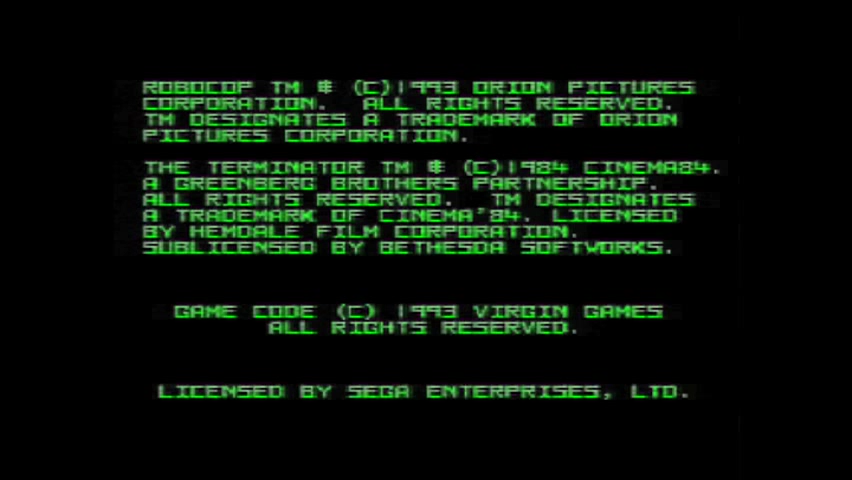 ROBOCOP TM & (C)1993 ORION PICTURES
CORPORATION. ALL RIGHTS RESERVED.
TM DESIGNATES A TRADEMARK OF ORION
PICTURES CORPORATION.
THE TERMINATOR TM & (C)1984 CINEMA84.
A GREENBERG BROTHERS PARTNERSHIP.
ALL RIGHTS RESERVED. TM DESIGNATES
A TRADEMARK OF CINEMA'84. LICENSED
BY HEMDALE FILM CORPORATION.
SUBLICENSED BY BETHESDA SOFTWORKS.
GAME CODE (C) 1993 VIRGIN GAMES
ALL RIGHTS RESERVED.
LICENSED BY SEGA ENTERPRISES, LTD.